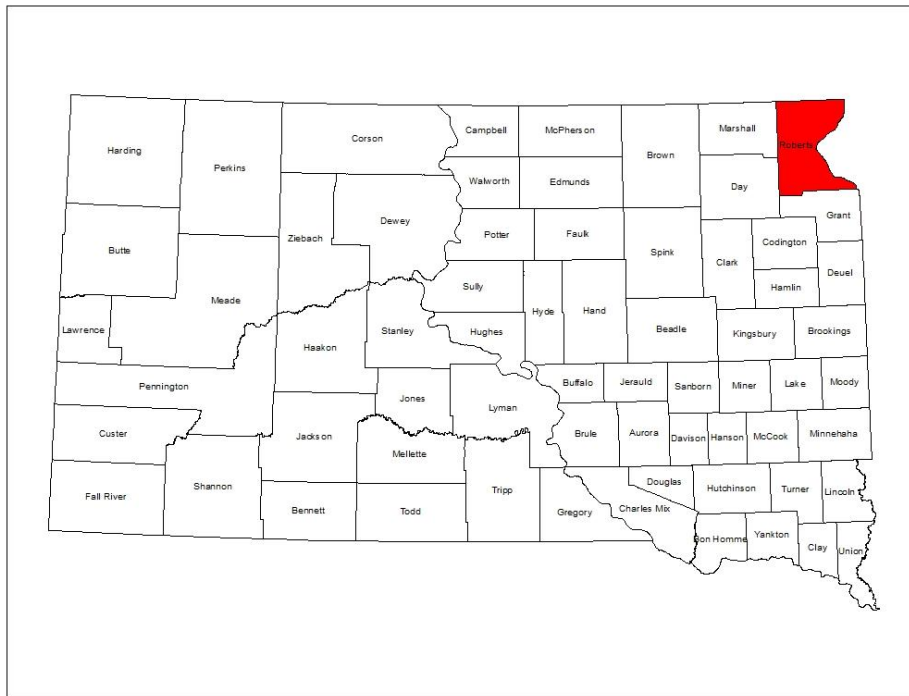 Harding
Perkins
Corson
Campbell
McPherson
Brown
Marshall
Roberts
Walworth
Edmunds
Day
Dewey
Ziebach
Butte
Potter
Faulk
Spink
Grant
Codington
Clark
Deuel
Hamlin
Meade
Sully
Hyde
Hand
Lawrence
Stanley
Hughes
Beadle
Kingsbury
Brookings
Haakon
Pennington
Jones
Lyman
Buffalo
Jerauld
Sanborn
Miner
Lake
Moody
Custer
Jackson
Brule
Aurora
Davison
Hanson
McCook
Minnehaha
Mellette
Fall River
Shannon
Bennett
Todd
Tripp
Gregory
Douglas
Charles Mix
Hutchinson
Turner
Lincoln
Bon Homme
Yankton
Clay
Union